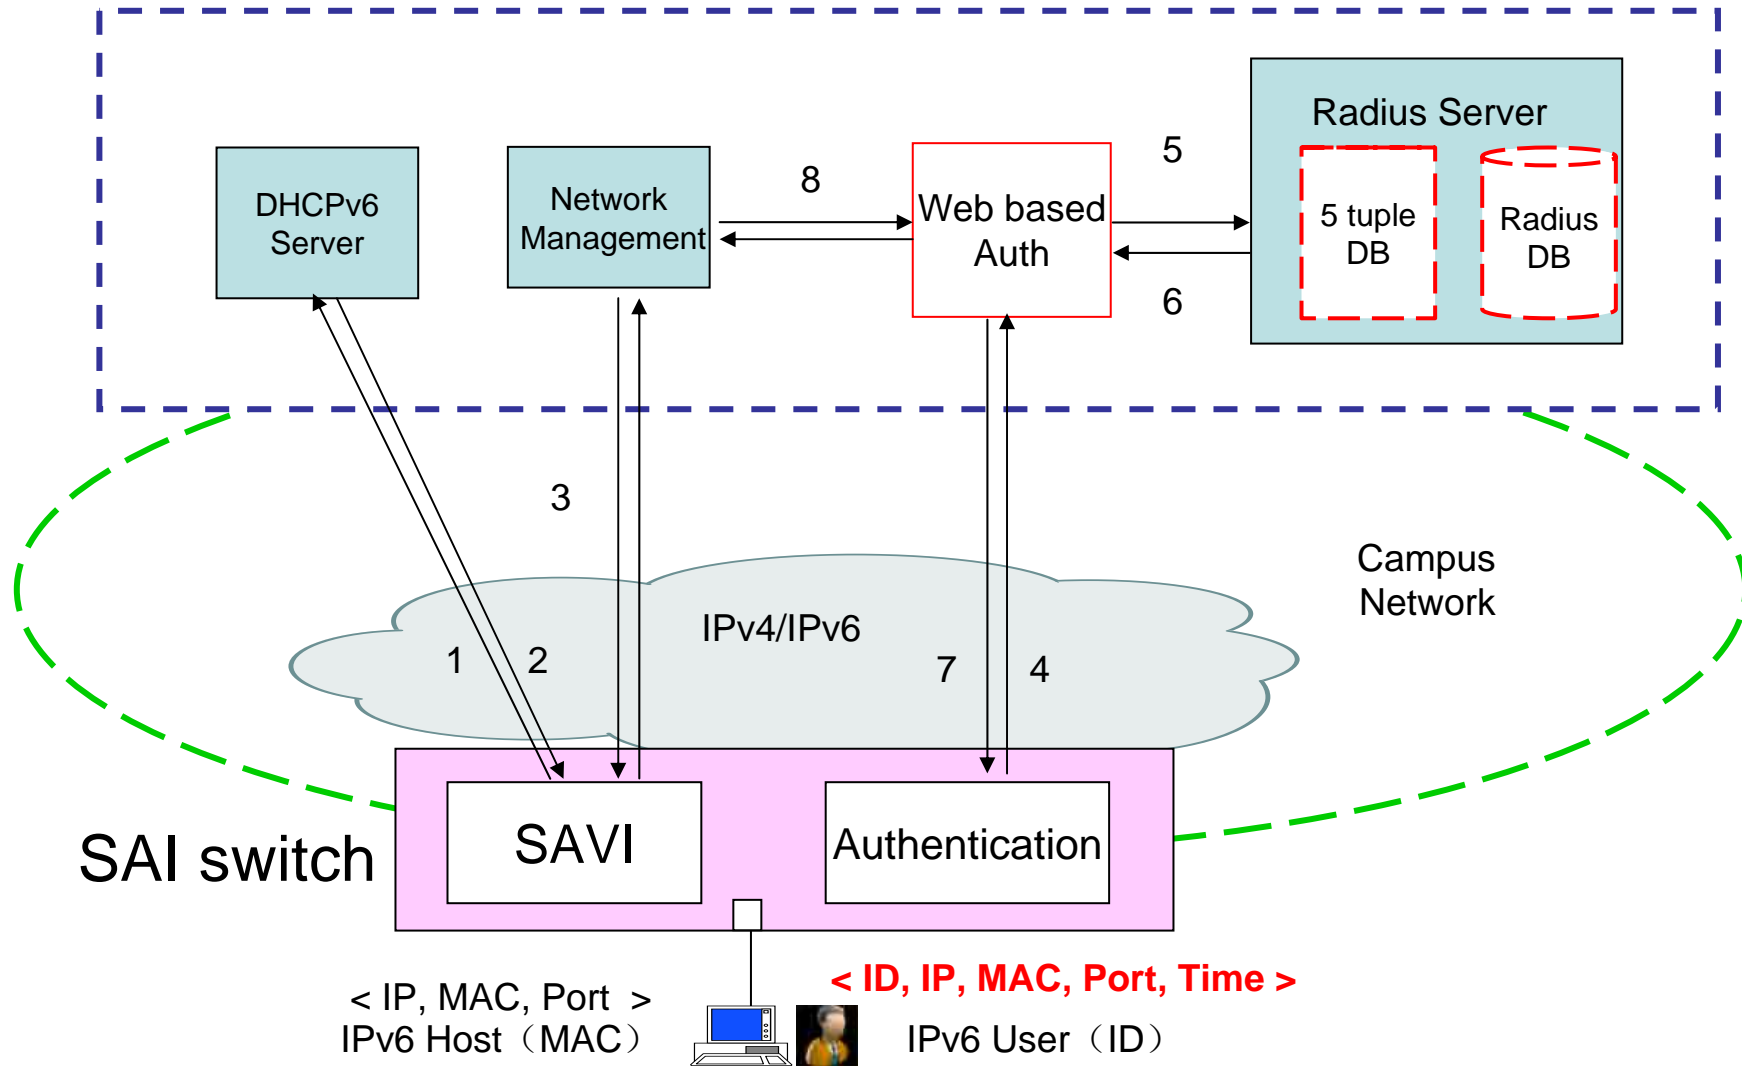 Radius Server
5
8
DHCPv6
Server
Network
Management
Web based
Auth
5 tuple
DB
Radius
DB
6
3
Campus
Network
IPv4/IPv6
1
2
7
4
SAI switch
SAVI
Authentication
< IP, MAC, Port  >
< ID, IP, MAC, Port, Time >
IPv6 Host（MAC）
IPv6 User（ID）